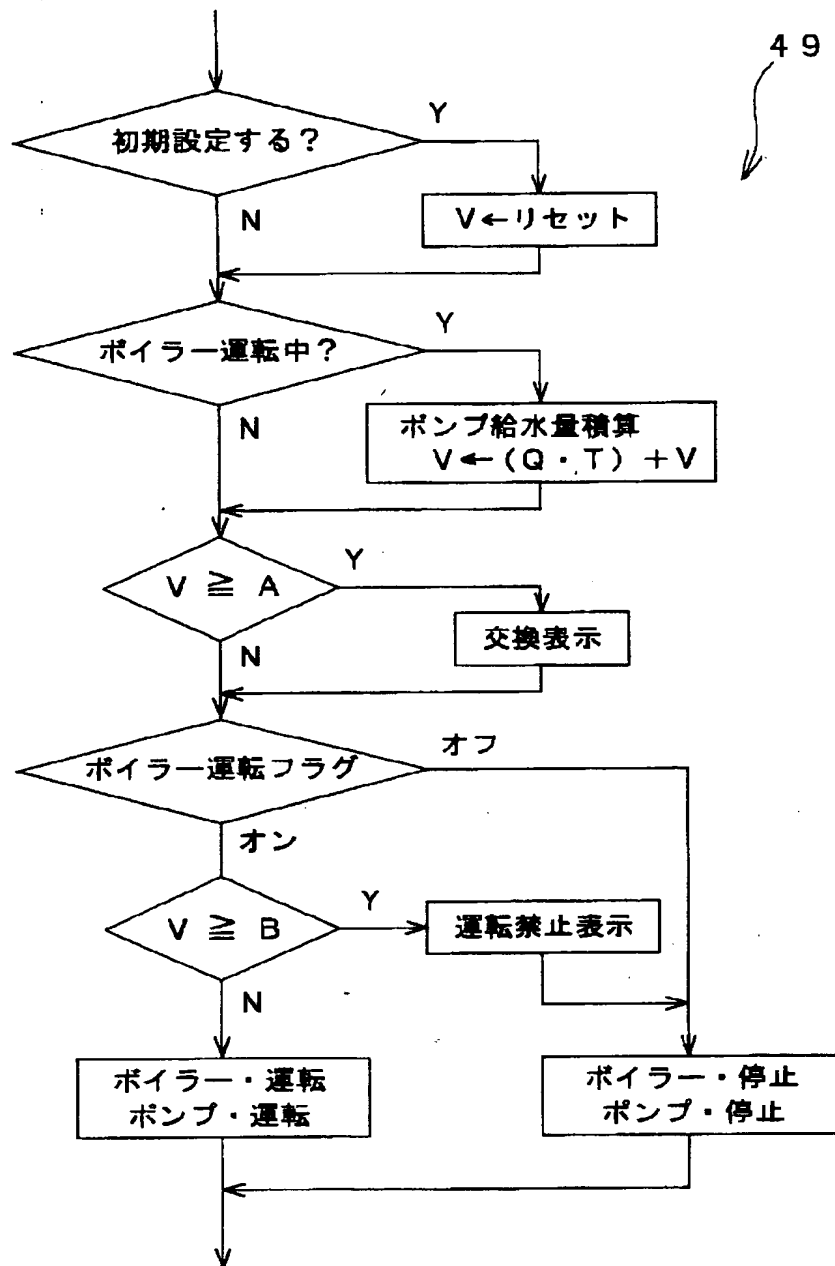 ４９
初期設定する？
Y
N
V←リセット
ボイラー運転中？
Y
N
ポンプ給水量積算
V←（Q・T）＋V
V ≧ A
Y
N
交換表示
ボイラー運転フラグ
オフ
オン
V ≧ B
Y
N
運転禁止表示
ボイラー・運転
ポンプ・運転
ボイラー・停止
ポンプ・停止